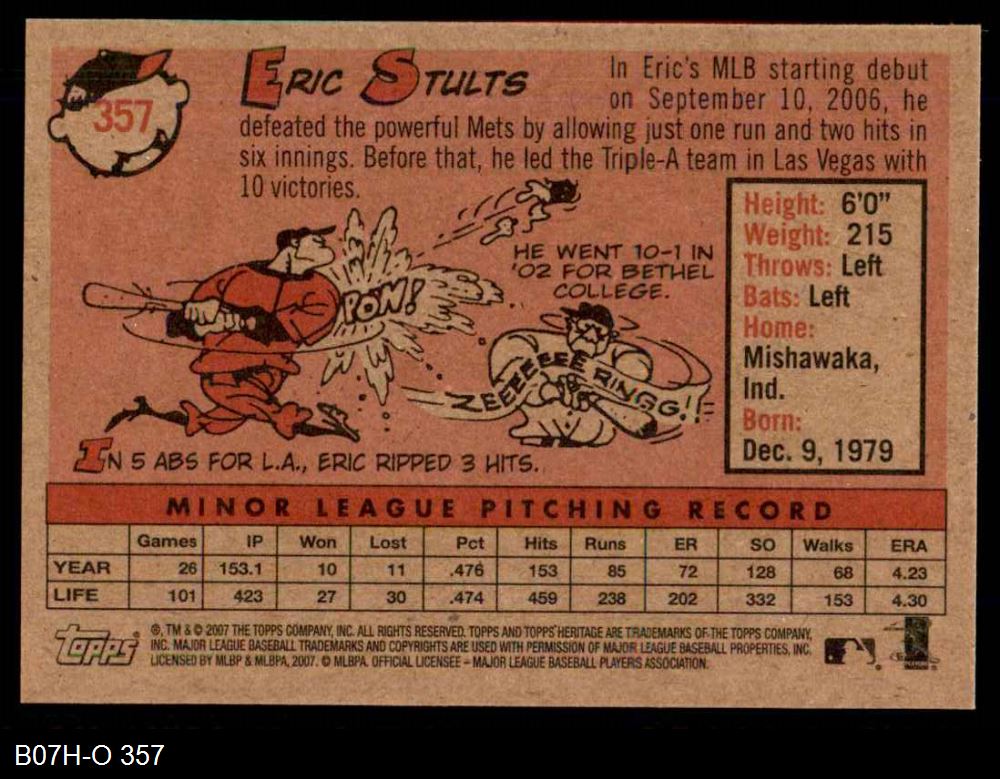 357
ERIC STULTS
In Eric's MLB starting debut
on September 10, 2006, he
defeated the powerful Mets by allowing just one run and two hits in
six innings. Before that, he led the Triple-A team in Las Vegas with
10 victories.
HE WENT 10-1 IN
'02 FOR BETHEL
COLLEGE.
POW!
ZEEEEEEEE RINGG!!
IN 5 ABS FOR L.A., ERIC RIPPED 3 HITS.
Height: 6'0"
Weight: 215
Throws: Left
Bats: Left
Home:
Mishawaka,
Ind.
Born:
Dec. 9, 1979
MINOR LEAGUE PITCHING RECORD
Games IP Won Lost Pct Hits Runs ER SO Walks ERA
YEAR 26 153.1 10 11 .476 153 85 72 128 68 4.23
LIFE 101 423 27 30 .474 459 238 202 332 153 4.30
topps
®, TM & © 2007 THE TOPPS COMPANY, INC. ALL RIGHTS RESERVED. TOPPS AND TOPPS HERITAGE ARE TRADEMARKS OF THE TOPPS COMPANY,
INC. MAJOR LEAGUE BASEBALL TRADEMARKS AND COPYRIGHTS ARE USED WITH PERMISSION OF MAJOR LEAGUE BASEBALL PROPERTIES, INC.
LICENSED BY MLBP & MLBPA, 2007. © MLBPA. OFFICIAL LICENSEE – MAJOR LEAGUE BASEBALL PLAYERS ASSOCIATION.
B07H-O 357